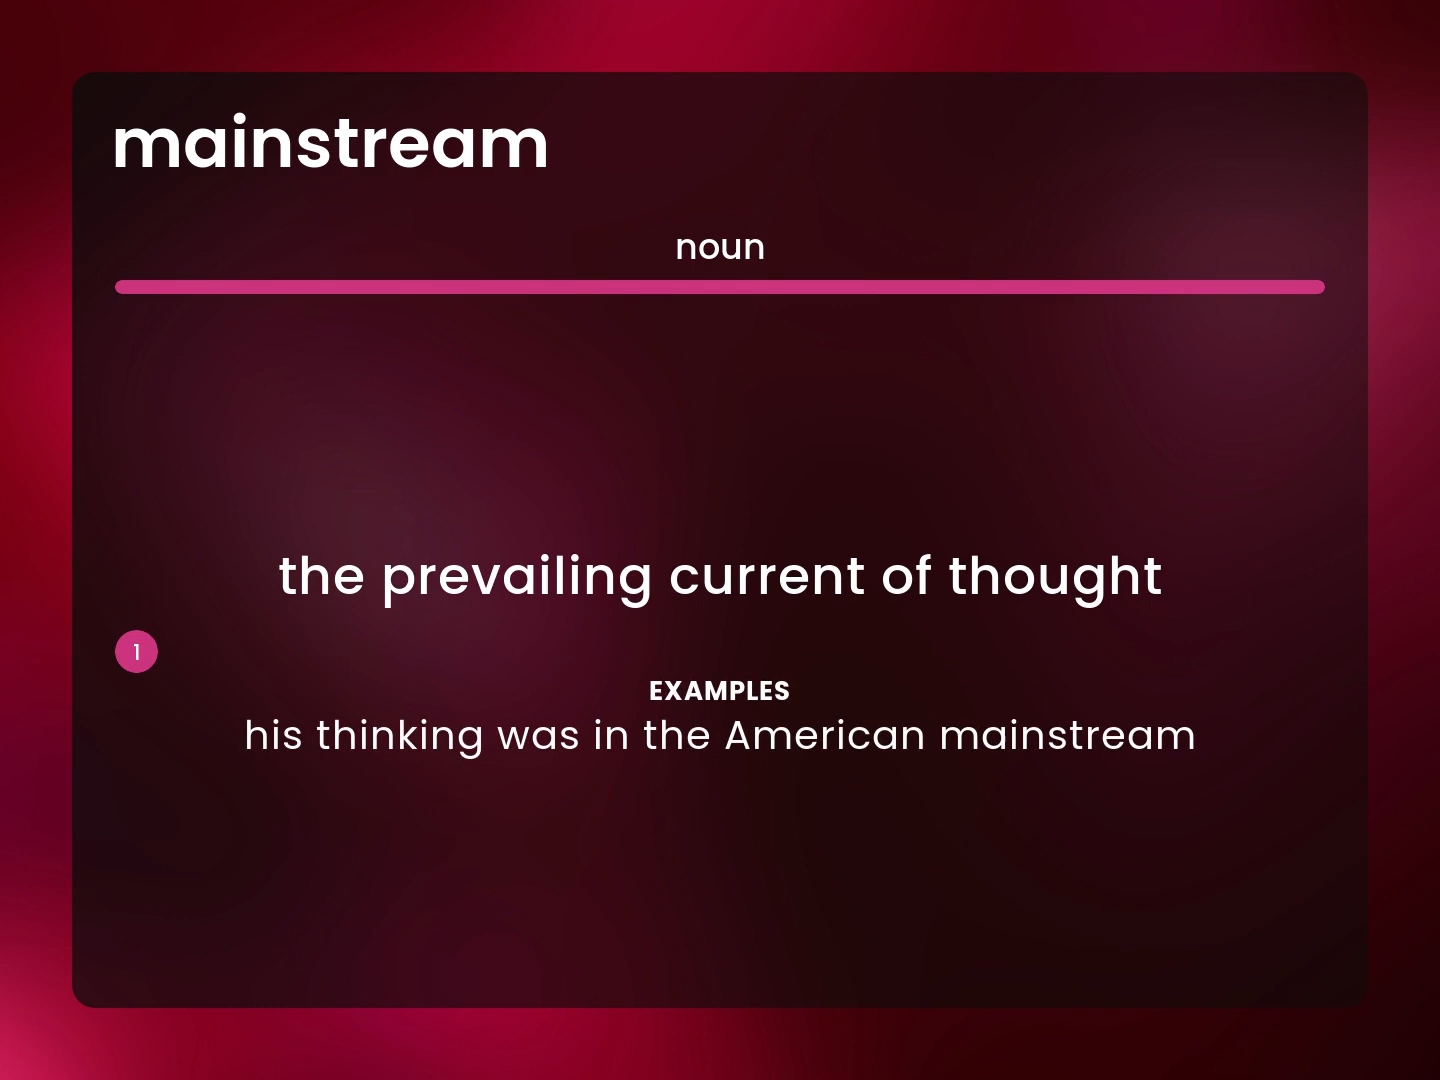 mainstream
noun
the prevailing current of thought
1
EXAMPLES
his thinking was in the American mainstream